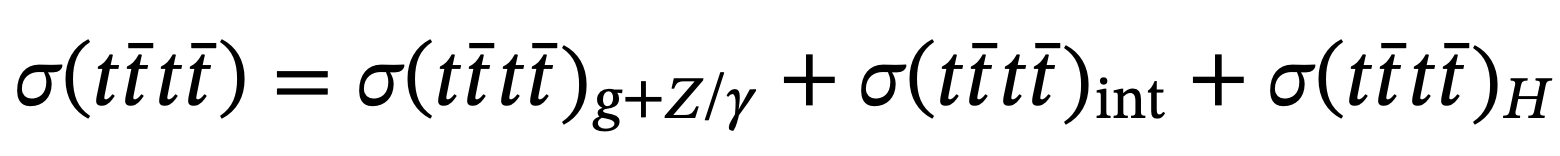 σ(tt̄tt̄) = σ(tt̄tt̄)_{g+Z/γ} + σ(tt̄tt̄)_{int} + σ(tt̄tt̄)_H